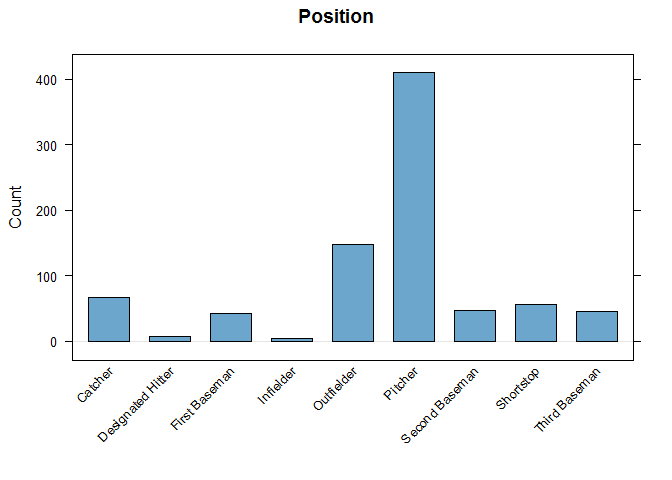 Position
Count
400
300
200
100
0
Catcher
Designated Hitter
First Baseman
Infielder
Outfielder
Pitcher
Second Baseman
Shortstop
Third Baseman